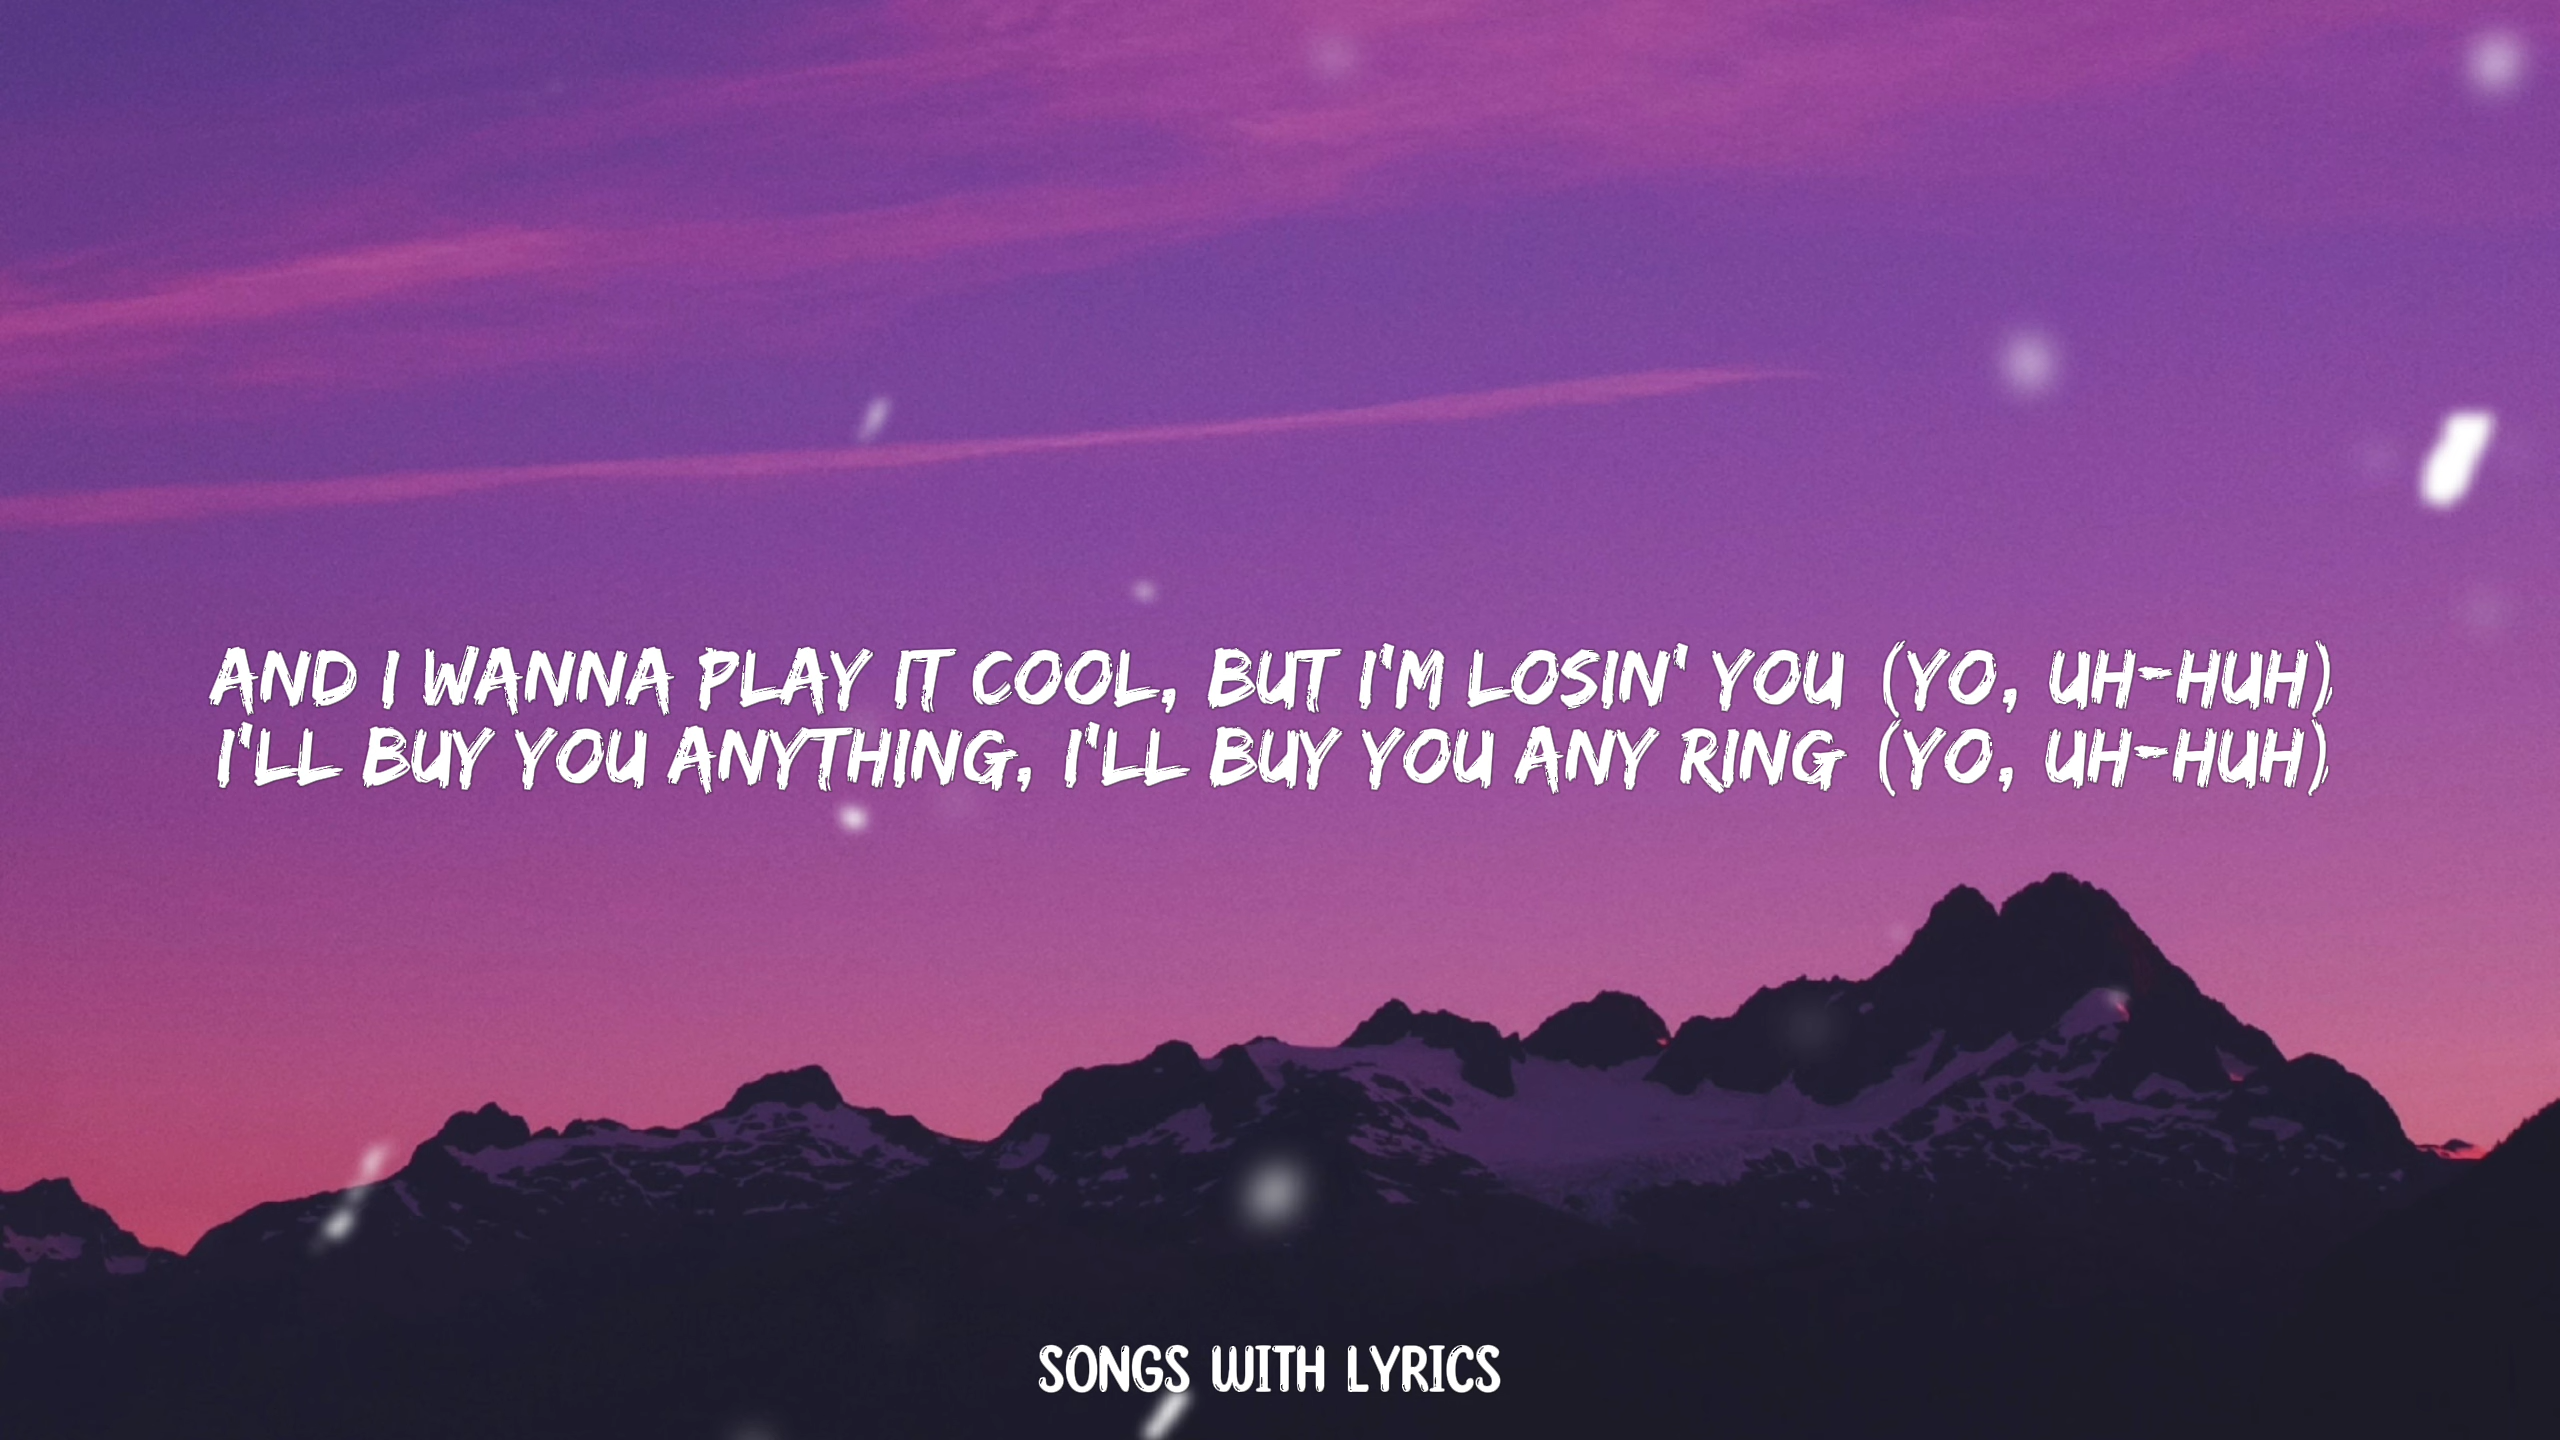 AND I WANNA PLAY IT COOL, BUT I'M LOSIN' YOU (YO, UH-HUH)
I'LL BUY YOU ANYTHING, I'LL BUY YOU ANY RING (YO, UH-HUH)
SONGS WITH LYRICS